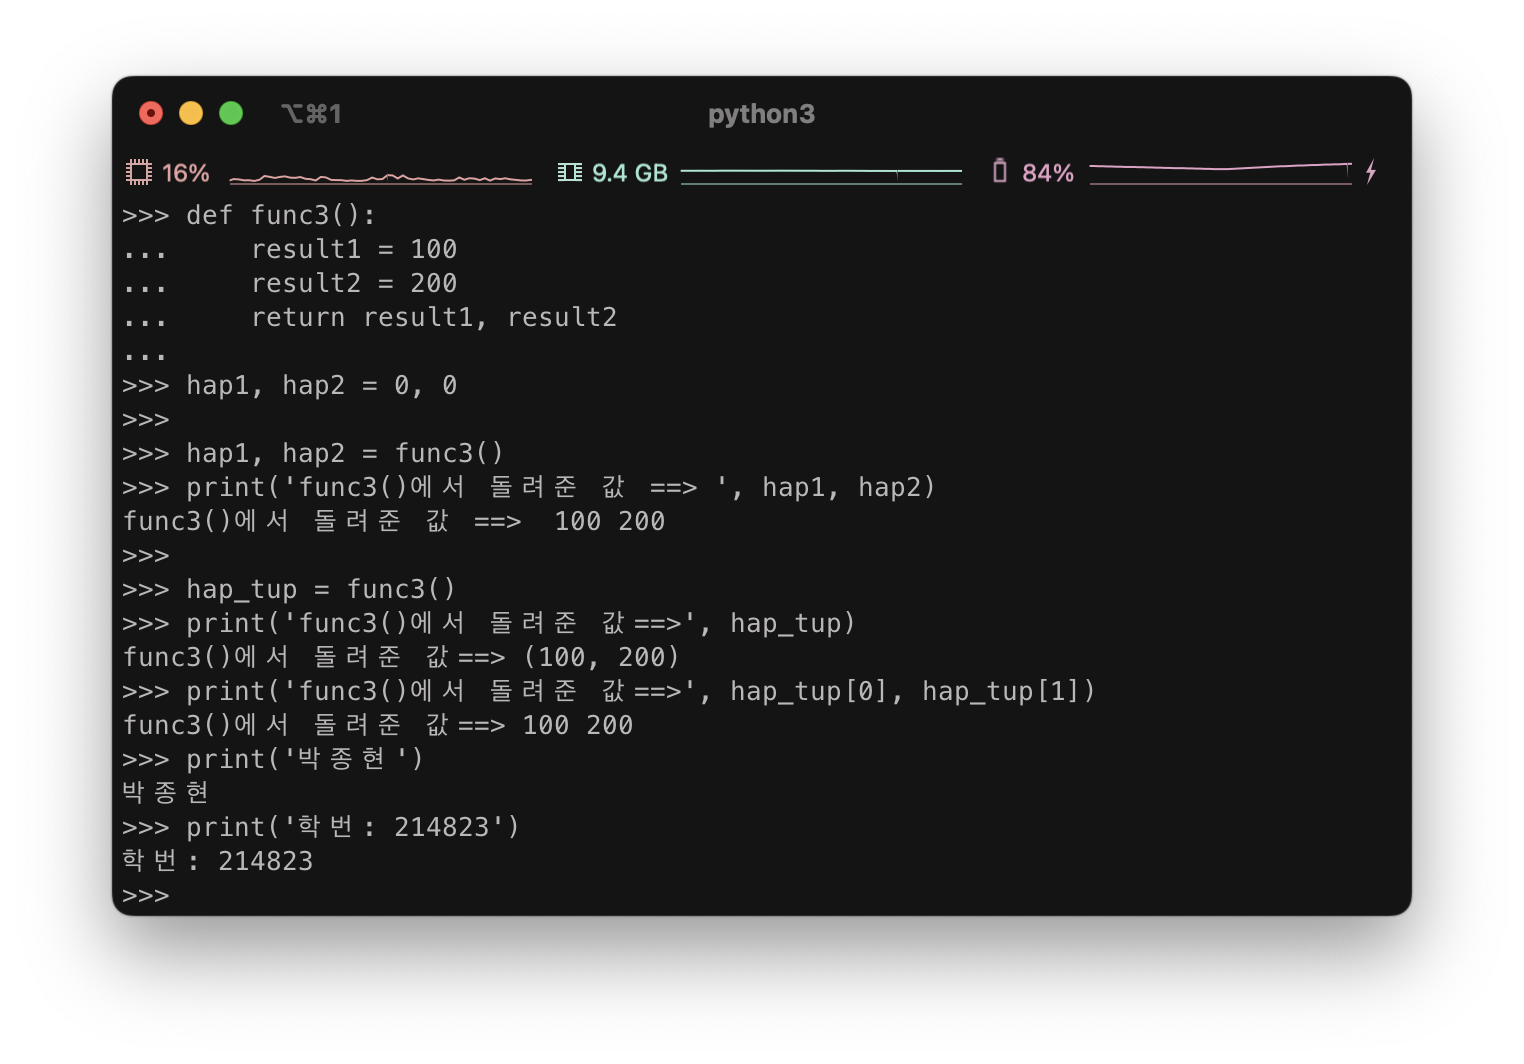 ⌥⌘1 python3
16% 9.4 GB 84%
>>> def func3():
...     result1 = 100
...     result2 = 200
...     return result1, result2
...
>>> hap1, hap2 = 0, 0
>>>
>>> hap1, hap2 = func3()
>>> print('func3()에서 돌려준 값 ==> ', hap1, hap2)
func3()에서 돌려준 값 ==>  100 200
>>>
>>> hap_tup = func3()
>>> print('func3()에서 돌려준 값==>', hap_tup)
func3()에서 돌려준 값==> (100, 200)
>>> print('func3()에서 돌려준 값==>', hap_tup[0], hap_tup[1])
func3()에서 돌려준 값==> 100 200
>>> print('박종현')
박종현
>>> print('학번: 214823')
학번: 214823
>>>